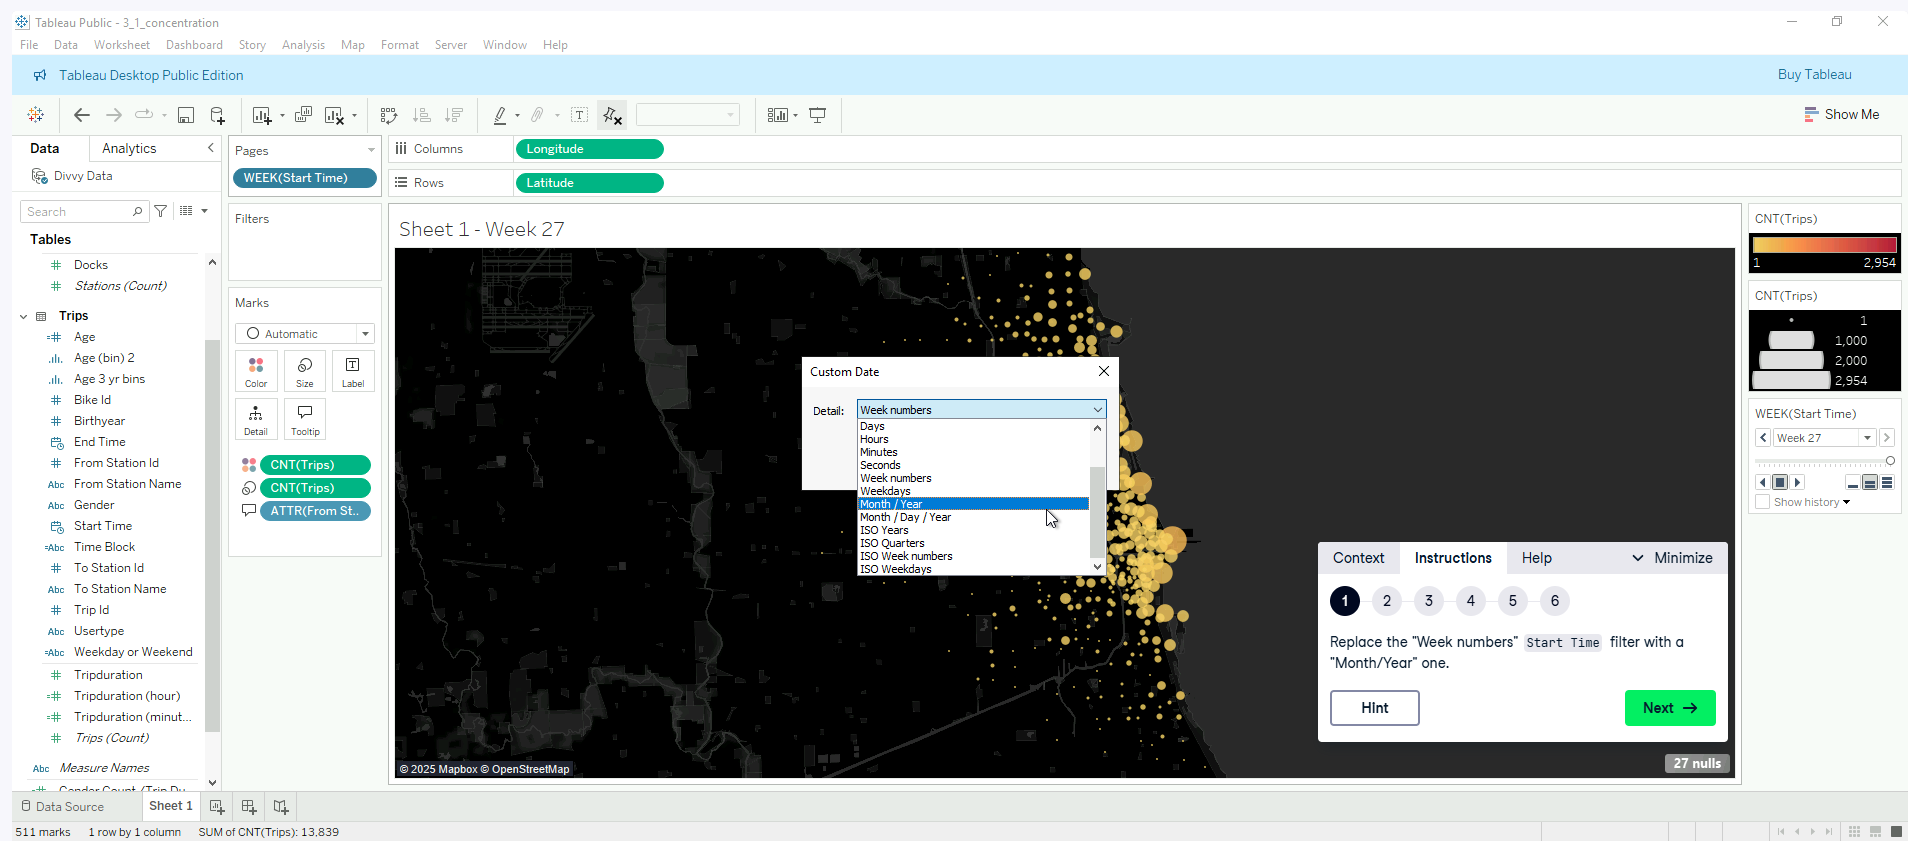 Tableau Public - 3_1_concentration
File Data Worksheet Dashboard Story Analysis Map Format Server Window Help
Tableau Desktop Public Edition
Buy Tableau
Show Me
Data
Analytics
Divvy Data
Search
Tables
Docks
Stations (Count)
Trips
Age
Age (bin) 2
Age 3 yr bins
Bike Id
Birthyear
End Time
From Station Id
From Station Name
Gender
Start Time
Time Block
To Station Id
To Station Name
Trip Id
Usertype
Weekday or Weekend
Tripduration
Tripduration (hour)
Tripduration (minut...
Trips (Count)
Measure Names
Pages
WEEK(Start Time)
Filters
Marks
Automatic
Color
Size
Label
Detail
Tooltip
CNT(Trips)
CNT(Trips)
ATTR(From St..
Columns
Longitude
Rows
Latitude
Sheet 1 - Week 27
Custom Date
Detail:
Week numbers
Days
Hours
Minutes
Seconds
Week numbers
Weekdays
Month / Year
Month / Day / Year
ISO Years
ISO Quarters
ISO Week numbers
ISO Weekdays
© 2025 Mapbox © OpenStreetMap
27 nulls
CNT(Trips)
1 2,954
CNT(Trips)
1
1,000
2,000
2,954
WEEK(Start Time)
Week 27
Show history
Context
Instructions
Help
Minimize
1 2 3 4 5 6
Replace the "Week numbers" Start Time filter with a
"Month/Year" one.
Hint
Next
Data Source
Sheet 1
511 marks 1 row by 1 column SUM of CNT(Trips): 13,839